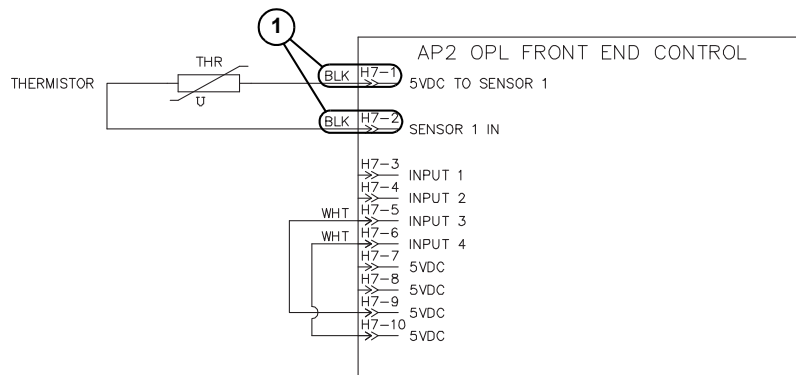 1
AP2 OPL FRONT END CONTROL
THR
THERMISTOR
U
BLK H7-1 5VDC TO SENSOR 1
BLK H7-2 SENSOR 1 IN
H7-3 INPUT 1
H7-4 INPUT 2
WHT H7-5 INPUT 3
WHT H7-6 INPUT 4
H7-7 5VDC
H7-8 5VDC
H7-9 5VDC
H7-10 5VDC